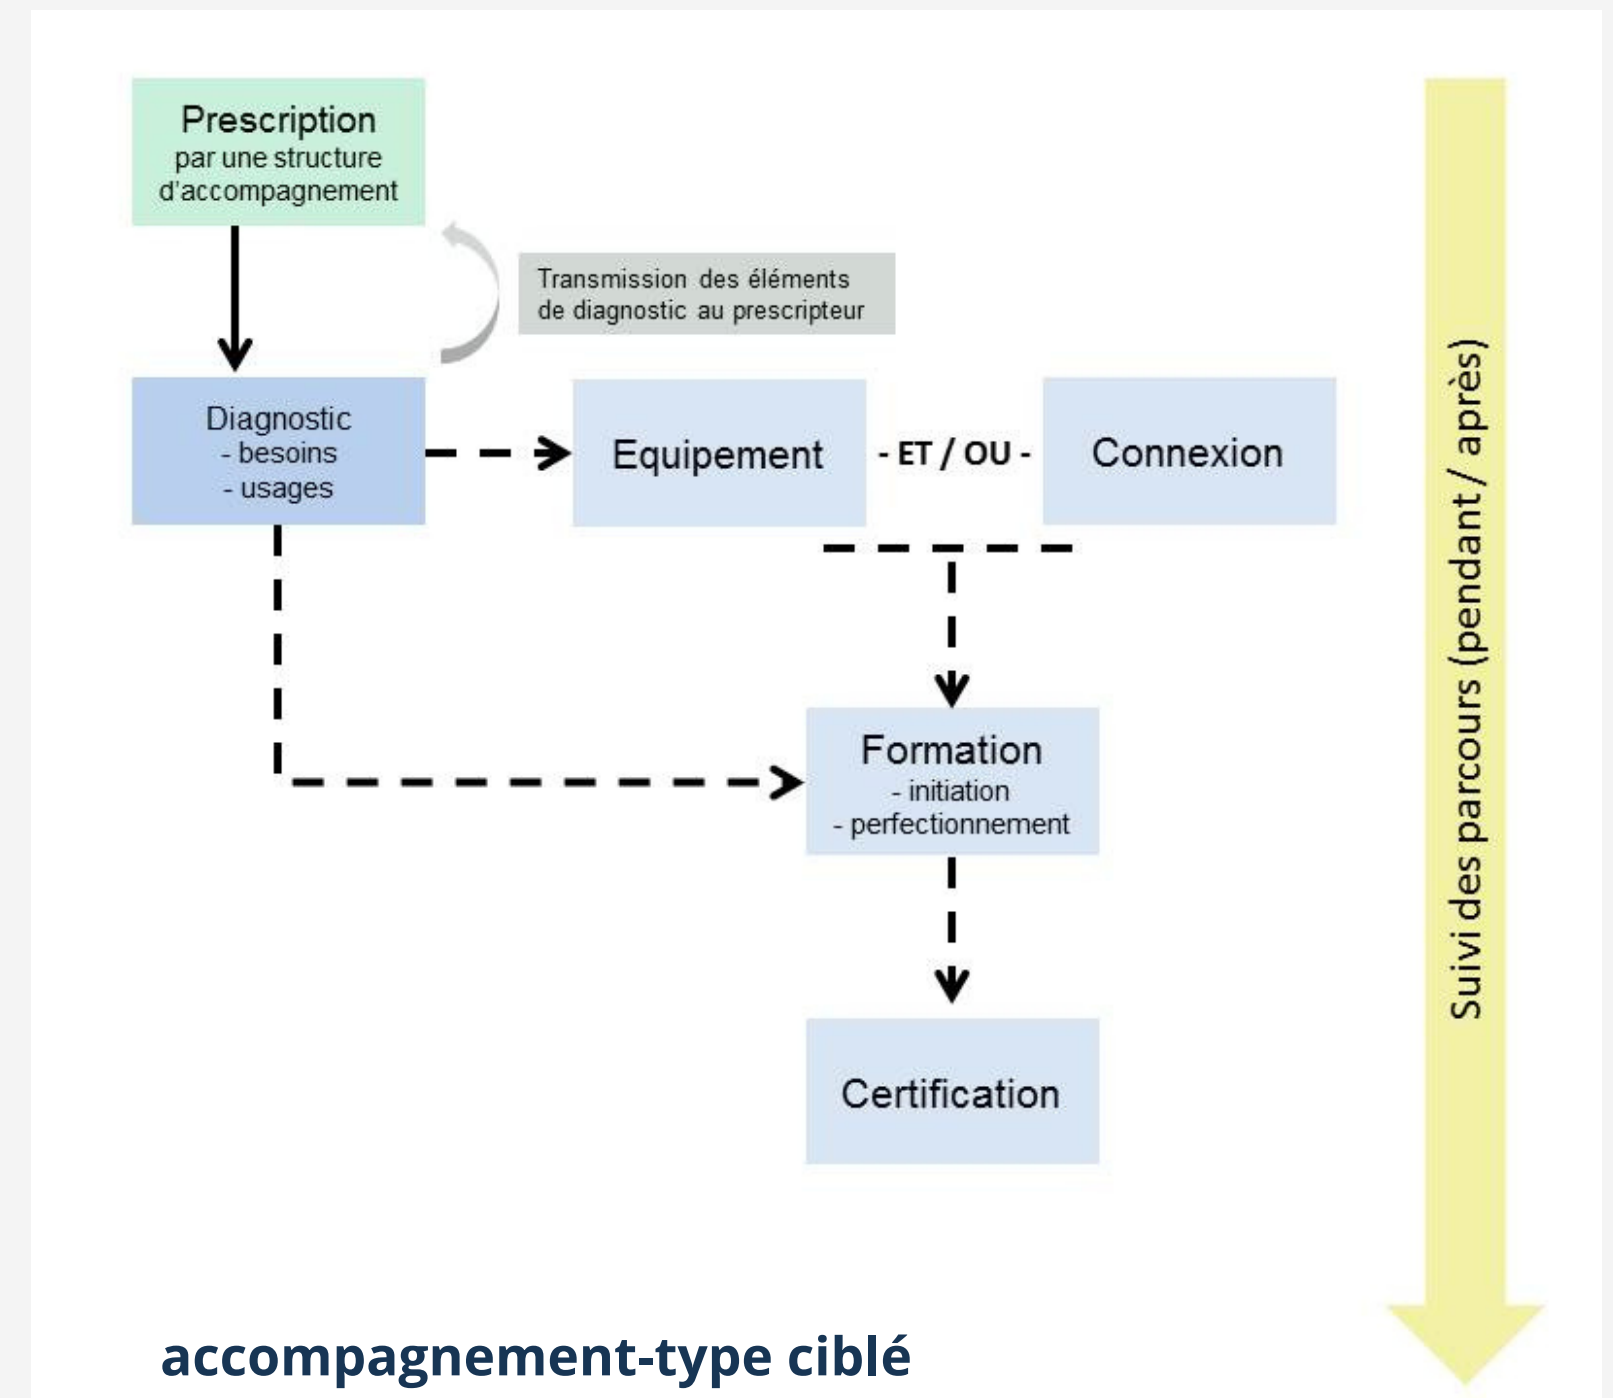 Prescription
par une structure
d'accompagnement
Transmission des éléments
de diagnostic au prescripteur
Diagnostic
- besoins
- usages
Equipement
- ET / OU -
Connexion
Formation
- initiation
- perfectionnement
Certification
Suivi des parcours (pendant / après)
accompagnement-type ciblé